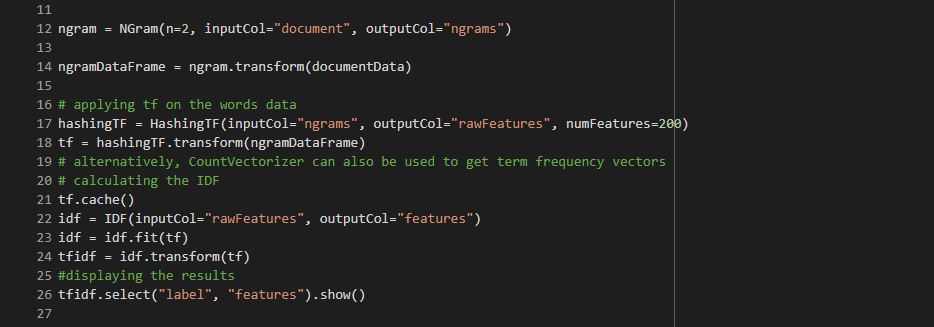 11
12 ngram = NGram(n=2, inputCol="document", outputCol="ngrams")
13
14 ngramDataFrame = ngram.transform(documentData)
15
16 # applying tf on the words data
17 hashingTF = HashingTF(inputCol="ngrams", outputCol="rawFeatures", numFeatures=200)
18 tf = hashingTF.transform(ngramDataFrame)
19 # alternatively, CountVectorizer can also be used to get term frequency vectors
20 # calculating the IDF
21 tf.cache()
22 idf = IDF(inputCol="rawFeatures", outputCol="features")
23 idf = idf.fit(tf)
24 tfidf = idf.transform(tf)
25 #displaying the results
26 tfidf.select("label", "features").show()
27